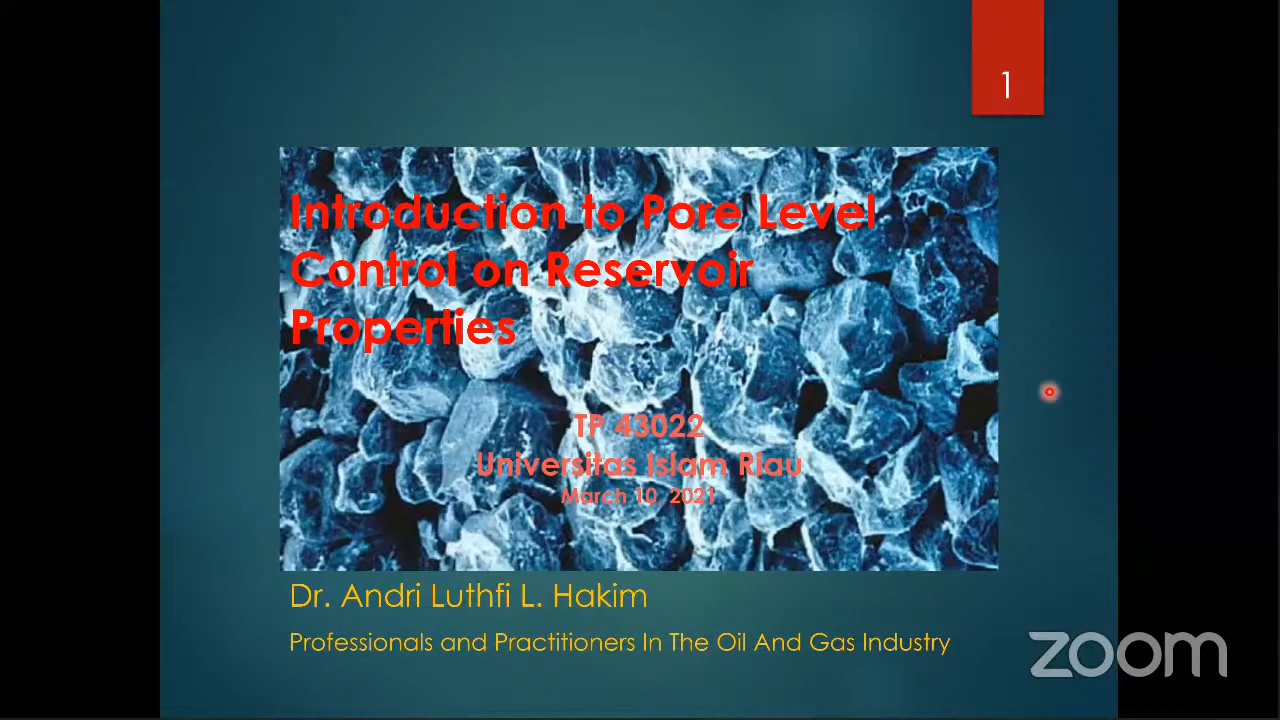 1
Introduction to Pore Level
Control on Reservoir
Properties
TP 43022
Universitas Islam Riau
March 10, 2021
Dr. Andri Luthfi L. Hakim
Professionals and Practitioners In The Oil And Gas Industry
zoom